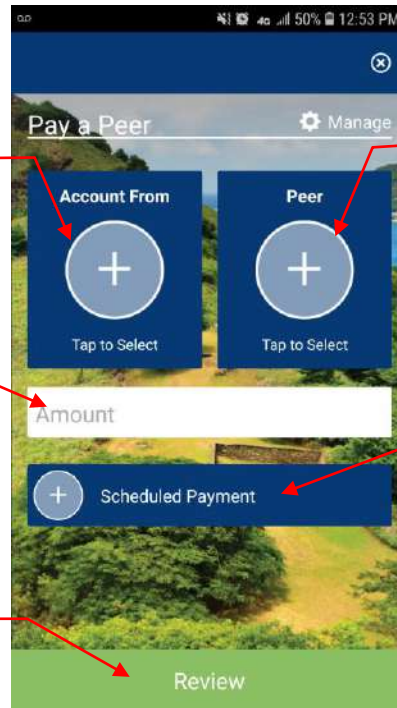 4G 50% 12:53 PM
Pay a Peer Manage
Account From Peer
Tap to Select Tap to Select
Amount
Scheduled Payment
Review